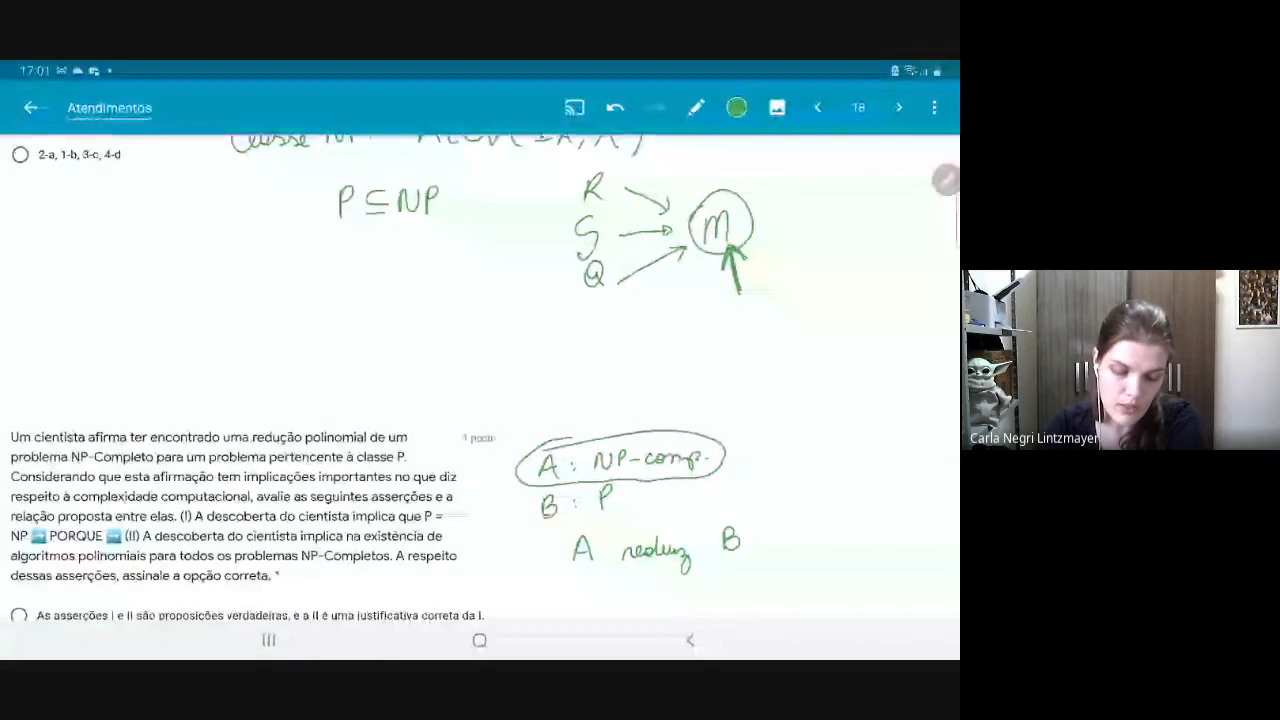 17:01
Atendimentos
18
2-a, 1-b, 3-c, 4-d
P ⊆ NP
R
S
Q
M
Um cientista afirma ter encontrado uma redução polinomial de um
1 ponto
problema NP-Completo para um problema pertencente à classe P.
Considerando que esta afirmação tem implicações importantes no que diz
respeito à complexidade computacional, avalie as seguintes asserções e a
relação proposta entre elas. (I) A descoberta do cientista implica que P =
NP ➡️ PORQUE ➡️ (II) A descoberta do cientista implica na existência de
algoritmos polinomiais para todos os problemas NP-Completos. A respeito
dessas asserções, assinale a opção correta. *
A : NP-comp.
B : P
A reduz B
As asserções I e II são proposições verdadeiras, e a II é uma justificativa correta da I.
Carla Negri Lintzmayer